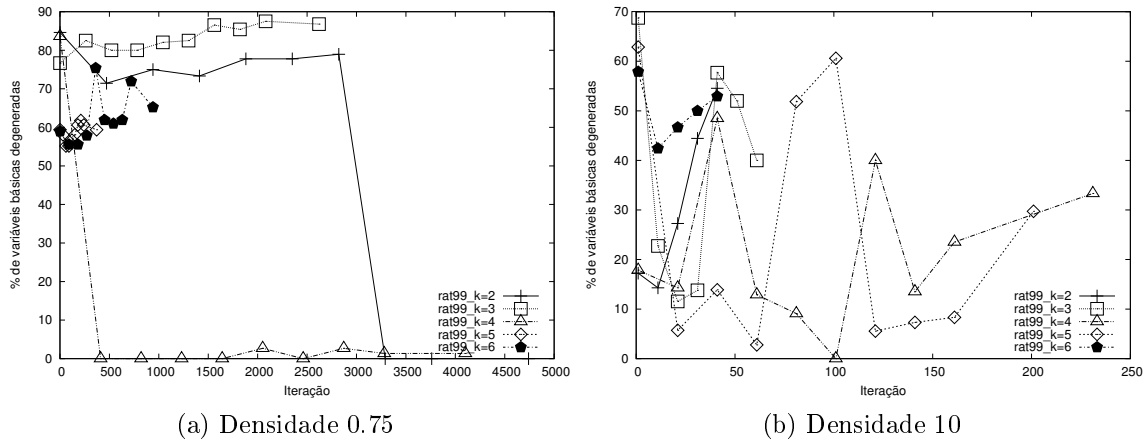 % de variáveis básicas degeneradas
90
80
70
60
50
40
30
20
10
0
0 500 1000 1500 2000 2500 3000 3500 4000 4500 5000
Iteração
rat99_k=2
rat99_k=3
rat99_k=4
rat99_k=5
rat99_k=6
(a) Densidade 0.75
% de variáveis básicas degeneradas
70
60
50
40
30
20
10
0
0 50 100 150 200 250
Iteração
rat99_k=2
rat99_k=3
rat99_k=4
rat99_k=5
rat99_k=6
(b) Densidade 10